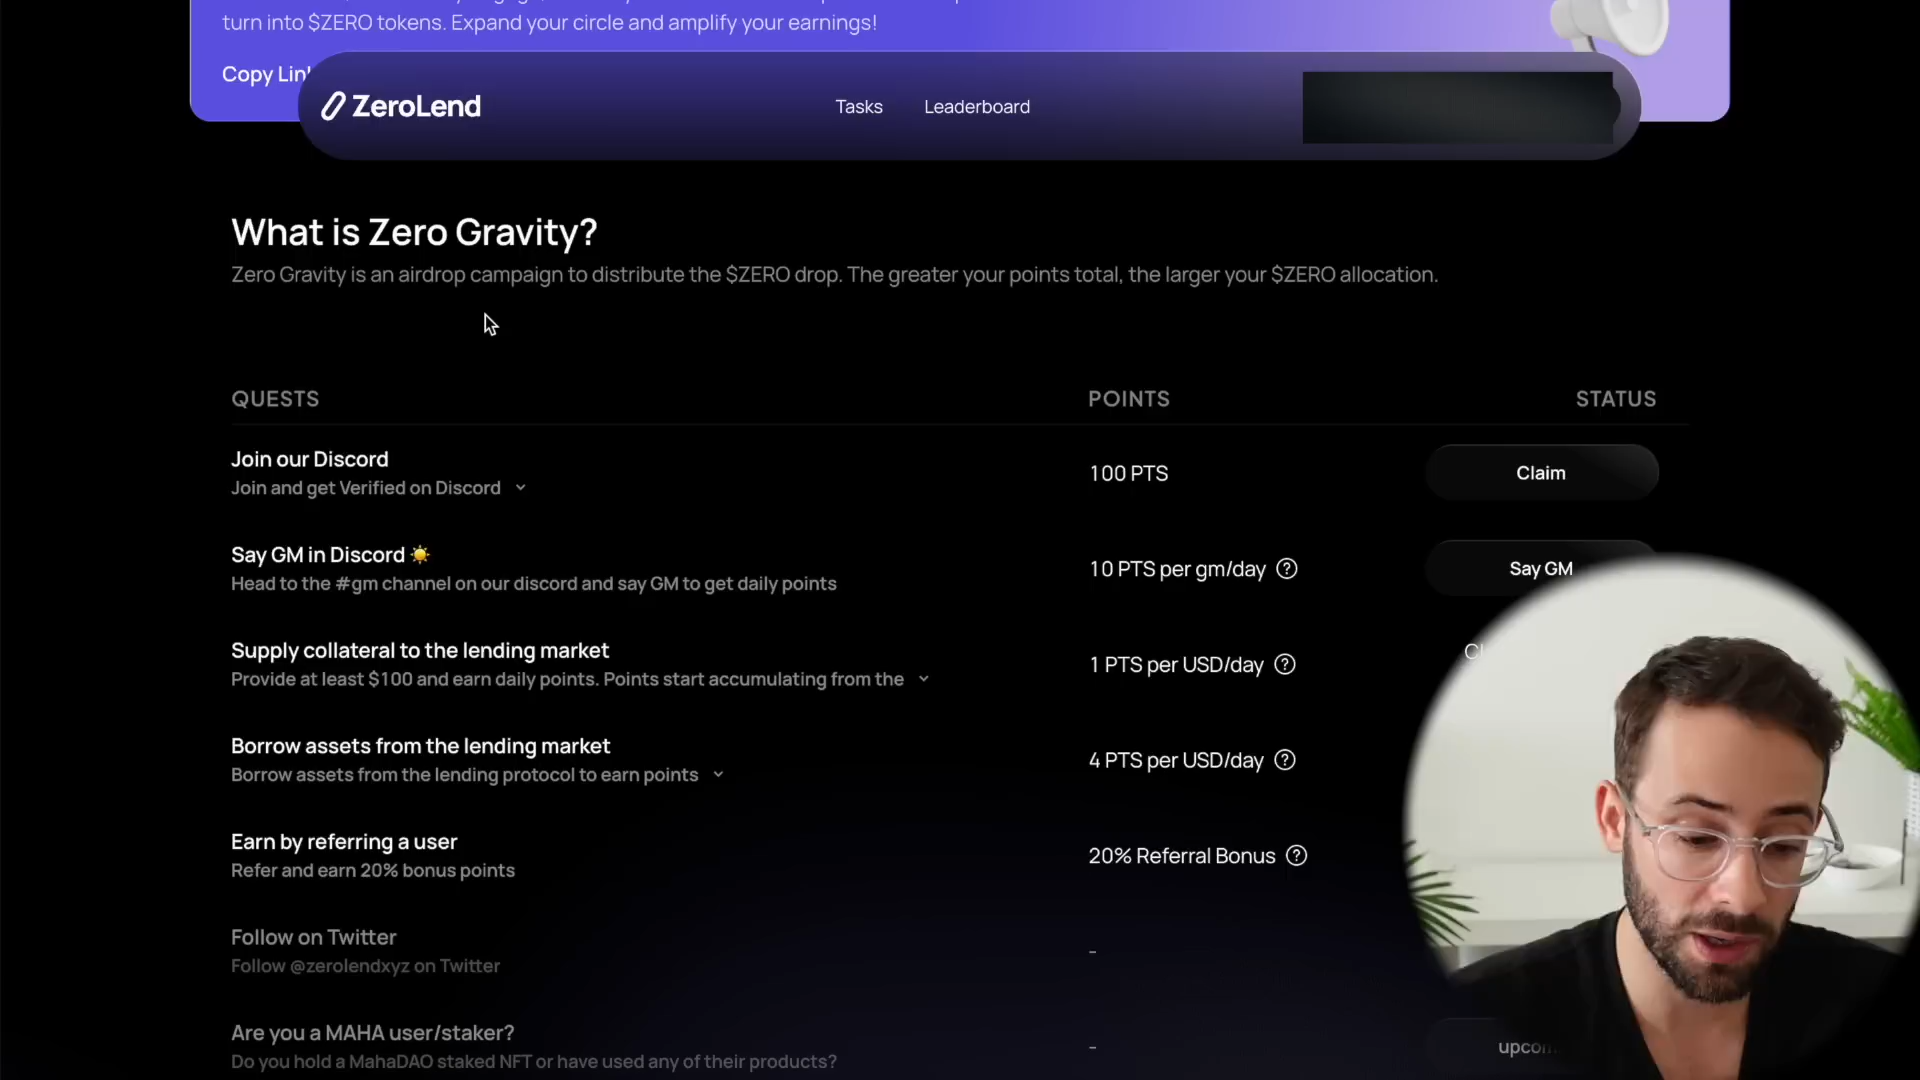 turn into $ZERO tokens. Expand your circle and amplify your earnings!
Copy Lin
ZeroLend
Tasks
Leaderboard
What is Zero Gravity?
Zero Gravity is an airdrop campaign to distribute the $ZERO drop. The greater your points total, the larger your $ZERO allocation.
QUESTS POINTS STATUS
Join our Discord
Join and get Verified on Discord
100 PTS
Claim
Say GM in Discord
Head to the #gm channel on our discord and say GM to get daily points
10 PTS per gm/day
Say GM
Supply collateral to the lending market
Provide at least $100 and earn daily points. Points start accumulating from the
1 PTS per USD/day
Borrow assets from the lending market
Borrow assets from the lending protocol to earn points
4 PTS per USD/day
Earn by referring a user
Refer and earn 20% bonus points
20% Referral Bonus
Follow on Twitter
Follow @zerolendxyz on Twitter
-
Are you a MAHA user/staker?
Do you hold a MahaDAO staked NFT or have used any of their products?
-
upcom